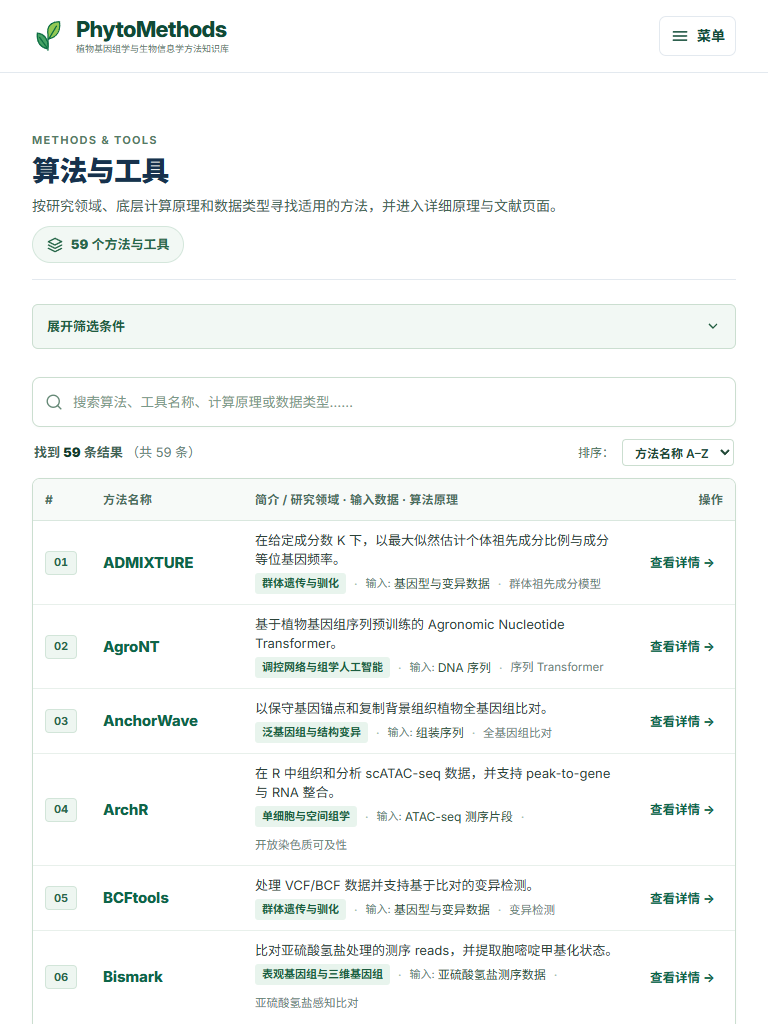 PhytoMethods
植物基因组学与生物信息学方法知识库
菜单
METHODS & TOOLS
算法与工具
按研究领域、底层计算原理和数据类型寻找适用的方法，并进入详细原理与文献页面。
59 个方法与工具
展开筛选条件
搜索算法、工具名称、计算原理或数据类型……
找到 59 条结果 （共 59 条）
排序：
方法名称 A–Z
# 方法名称 简介 / 研究领域 · 输入数据 · 算法原理 操作
在给定成分数 K 下，以最大似然估计个体祖先成分比例与成分
等位基因频率。
01 ADMIXTURE 查看详情 →
群体遗传与驯化 · 输入: 基因型与变异数据 · 群体祖先成分模型
基于植物基因组序列预训练的 Agronomic Nucleotide
Transformer。
02 AgroNT 查看详情 →
调控网络与组学人工智能 · 输入: DNA 序列 · 序列 Transformer
以保守基因锚点和复制背景组织植物全基因组比对。
03 AnchorWave 查看详情 →
泛基因组与结构变异 · 输入: 组装序列 · 全基因组比对
在 R 中组织和分析 scATAC-seq 数据，并支持 peak-to-gene
与 RNA 整合。
04 ArchR 查看详情 →
单细胞与空间组学 · 输入: ATAC-seq 测序片段 ·
开放染色质可及性
处理 VCF/BCF 数据并支持基于比对的变异检测。
05 BCFtools 查看详情 →
群体遗传与驯化 · 输入: 基因型与变异数据 · 变异检测
比对亚硫酸氢盐处理的测序 reads，并提取胞嘧啶甲基化状态。
06 Bismark 查看详情 →
表观基因组与三维基因组 · 输入: 亚硫酸氢盐测序数据 ·
亚硫酸氢盐感知比对